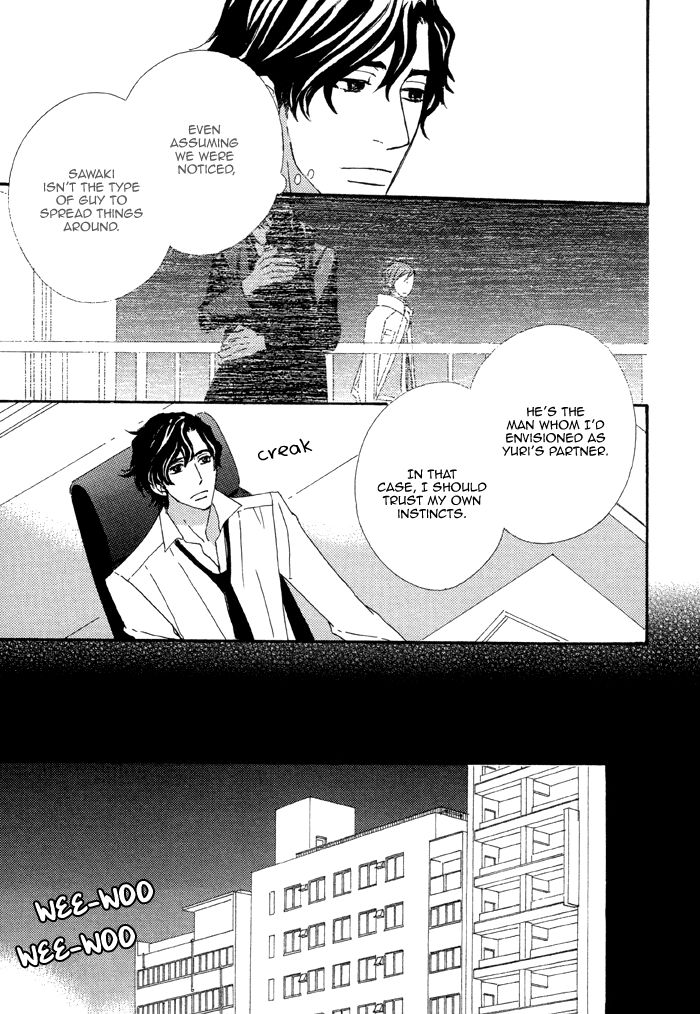 EVEN
ASSUMING
WE WERE
NOTICED,
SAWAKI
ISN'T THE TYPE
OF GUY TO
SPREAD THINGS
AROUND.
HE'S THE
MAN WHOM I'D
ENVISIONED AS
YURI'S PARTNER.
IN THAT
CASE, I SHOULD
TRUST MY OWN
INSTINCTS.
creak
WEE-WOO
WEE-WOO